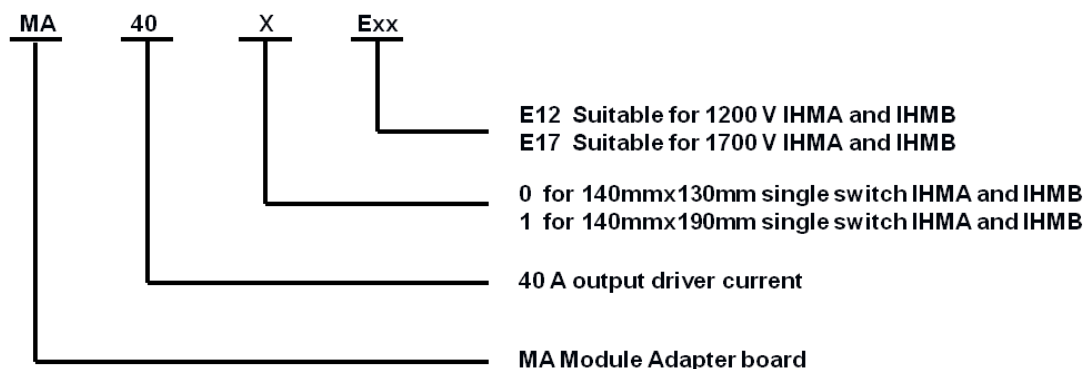 MA 40 X Exx
E12 Suitable for 1200 V IHMA and IHMB
E17 Suitable for 1700 V IHMA and IHMB
0 for 140mmx130mm single switch IHMA and IHMB
1 for 140mmx190mm single switch IHMA and IHMB
40 A output driver current
MA Module Adapter board